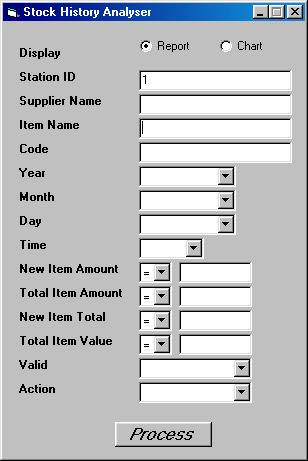 Stock History Analyser
Display Report Chart
Station ID 1
Supplier Name
Item Name
Code
Year
Month
Day
Time
New Item Amount =
Total Item Amount =
New Item Total =
Total Item Value =
Valid
Action
Process